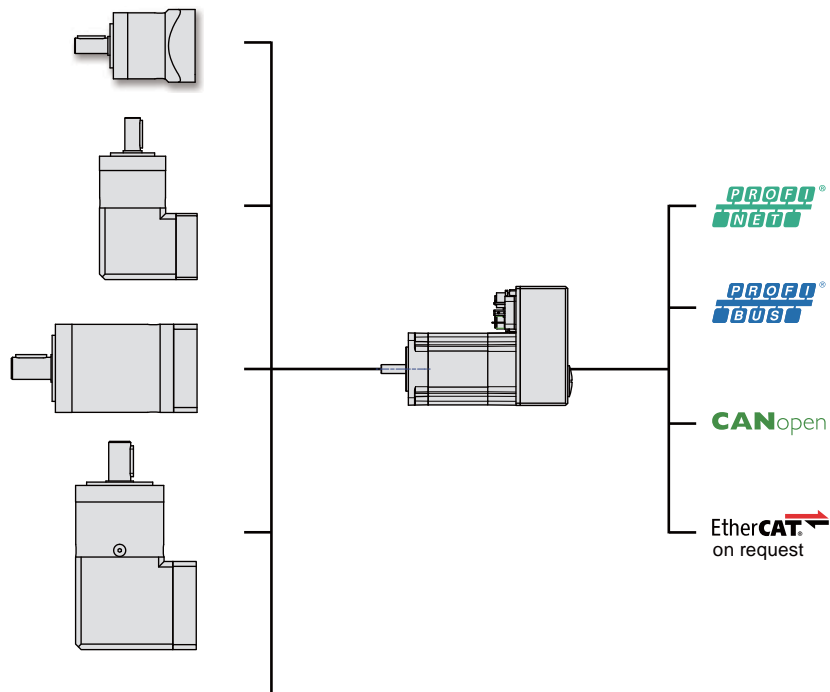 PROFI®
NET
PROFI®
BUS
CANopen
EtherCAT®
on request